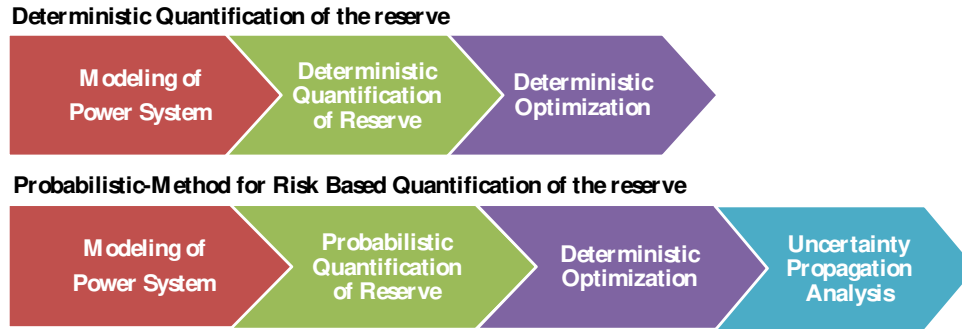 Deterministic Quantification of the reserve
Modeling of
Power System
Deterministic
Quantification
of Reserve
Deterministic
Optimization
Probabilistic-Method for Risk Based Quantification of the reserve
Modeling of
Power System
Probabilistic
Quantification
of Reserve
Deterministic
Optimization
Uncertainty
Propagation
Analysis